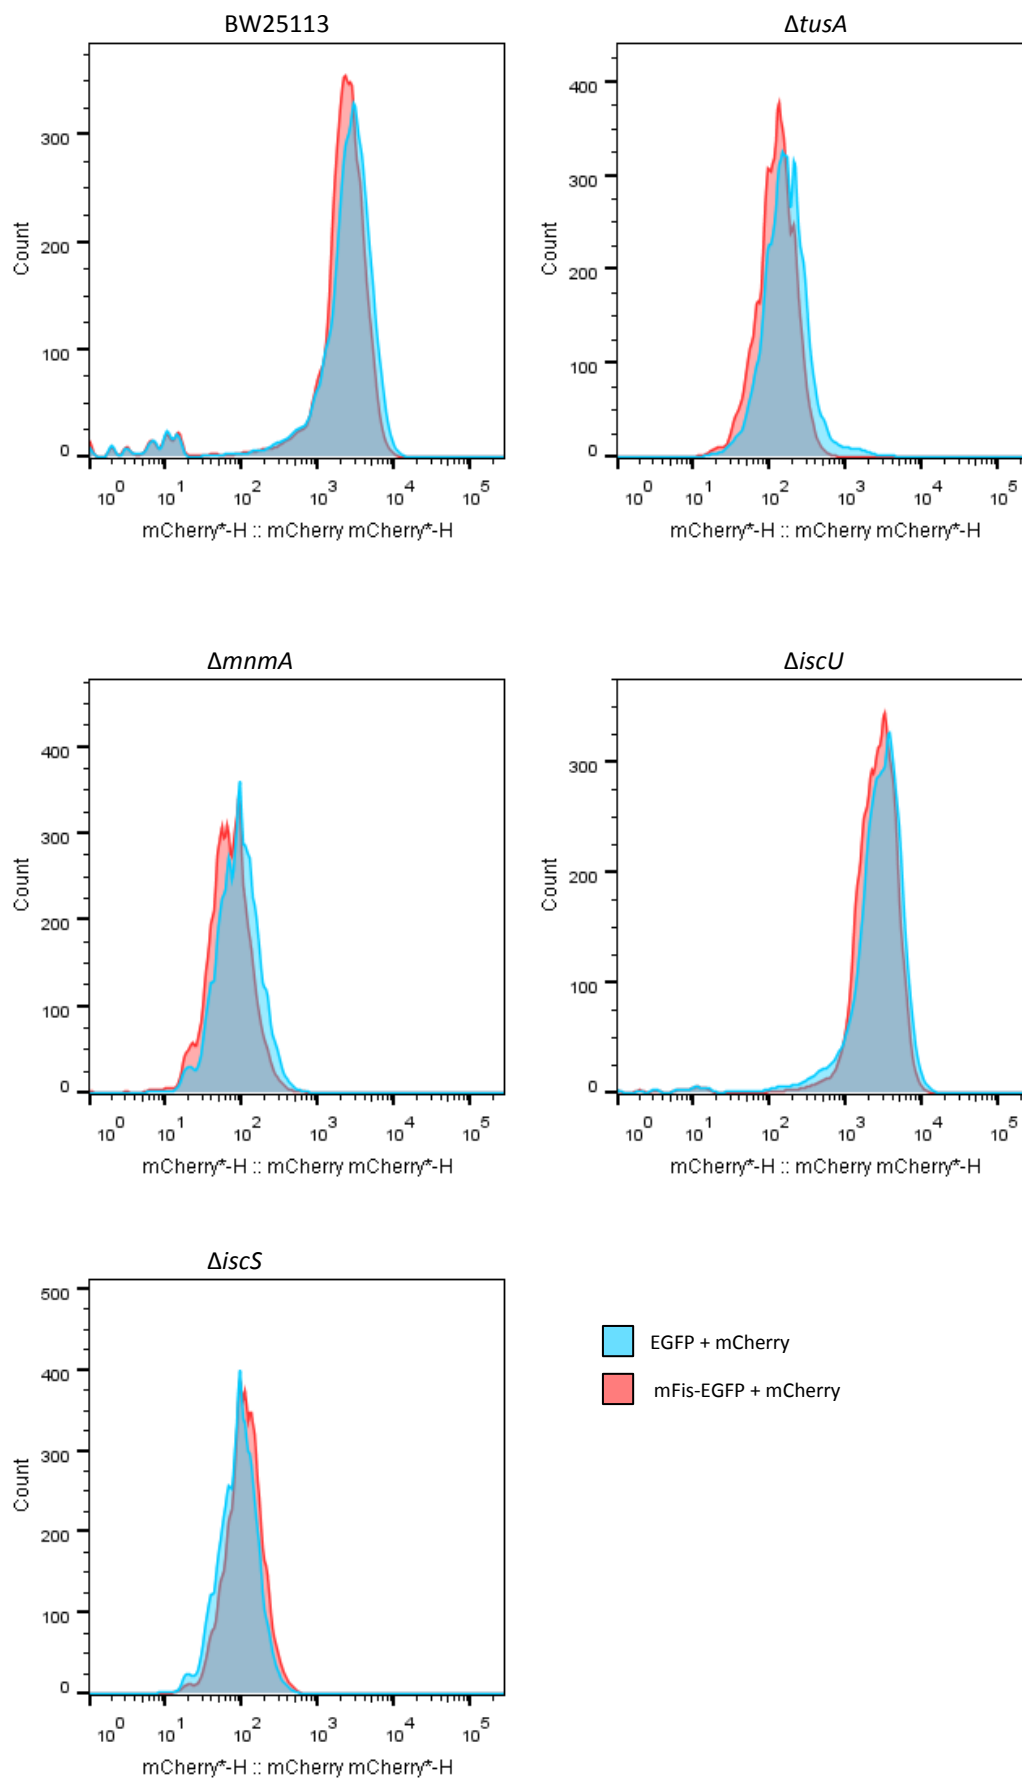 BW25113
Count
300
200
100
0
10^0 10^1 10^2 10^3 10^4 10^5
mCherry*-H :: mCherry mCherry*-H
ΔtusA
Count
400
300
200
100
0
10^0 10^1 10^2 10^3 10^4 10^5
mCherry*-H :: mCherry mCherry*-H
ΔmnmA
Count
400
300
200
100
0
10^0 10^1 10^2 10^3 10^4 10^5
mCherry*-H :: mCherry mCherry*-H
ΔiscU
Count
300
200
100
0
10^0 10^1 10^2 10^3 10^4 10^5
mCherry*-H :: mCherry mCherry*-H
ΔiscS
Count
500
400
300
200
100
0
10^0 10^1 10^2 10^3 10^4 10^5
mCherry*-H :: mCherry mCherry*-H
EGFP + mCherry
mFis-EGFP + mCherry